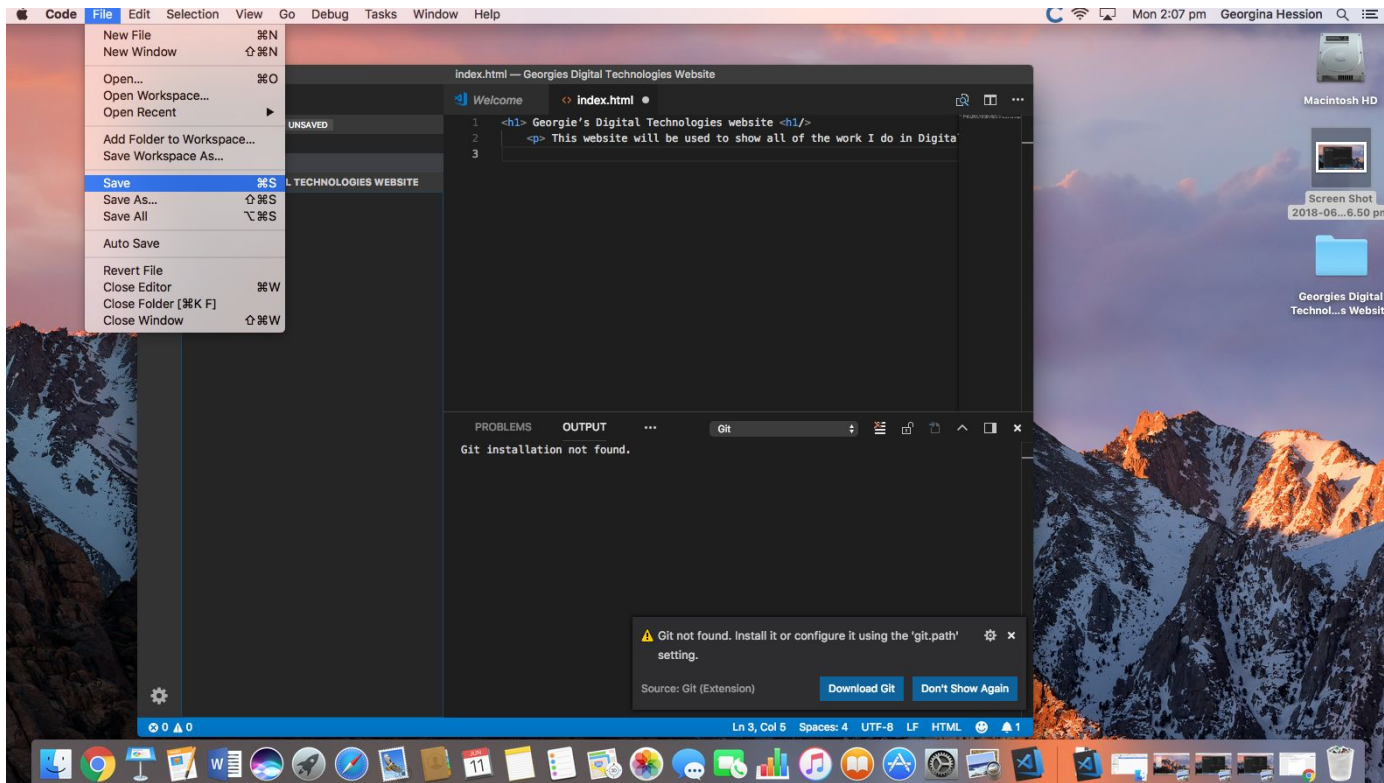 Code File Edit Selection View Go Debug Tasks Window Help Mon 2:07 pm Georgina Hession
New File ⌘N
New Window ⇧⌘N
Open... ⌘O
Open Workspace...
Open Recent ▶
Add Folder to Workspace...
Save Workspace As...
Save ⌘S
Save As... ⇧⌘S
Save All ⌥⌘S
Auto Save
Revert File
Close Editor ⌘W
Close Folder [⌘K F]
Close Window ⇧⌘W
index.html — Georgies Digital Technologies Website
Welcome <> index.html ●
UNSAVED
L TECHNOLOGIES WEBSITE
1 <h1> Georgie’s Digital Technologies website <h1/>
2 <p> This website will be used to show all of the work I do in Digita
3
PROBLEMS OUTPUT ••• Git
Git installation not found.
Git not found. Install it or configure it using the 'git.path'
setting.
Source: Git (Extension) Download Git Don't Show Again
0 0 Ln 3, Col 5 Spaces: 4 UTF-8 LF HTML 1
Macintosh HD
Screen Shot
2018-06...6.50 pm
Georgies Digital
Technol...s Websit
JUN
11
W